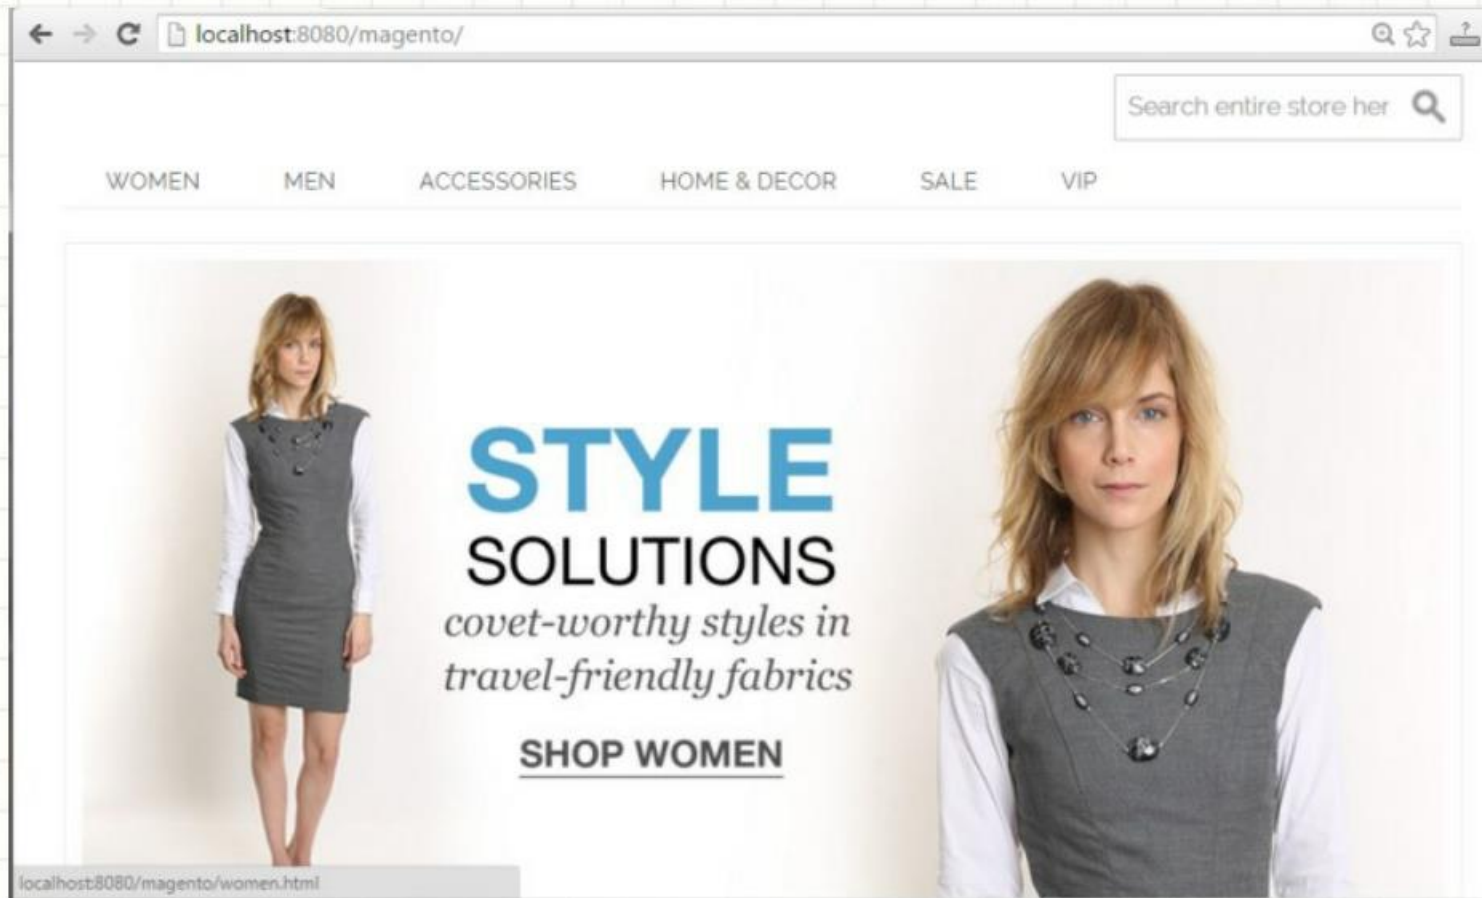 localhost:8080/magento/
Search entire store her
WOMEN MEN ACCESSORIES HOME & DECOR SALE VIP
STYLE
SOLUTIONS
covet-worthy styles in
travel-friendly fabrics
SHOP WOMEN
localhost:8080/magento/women.html